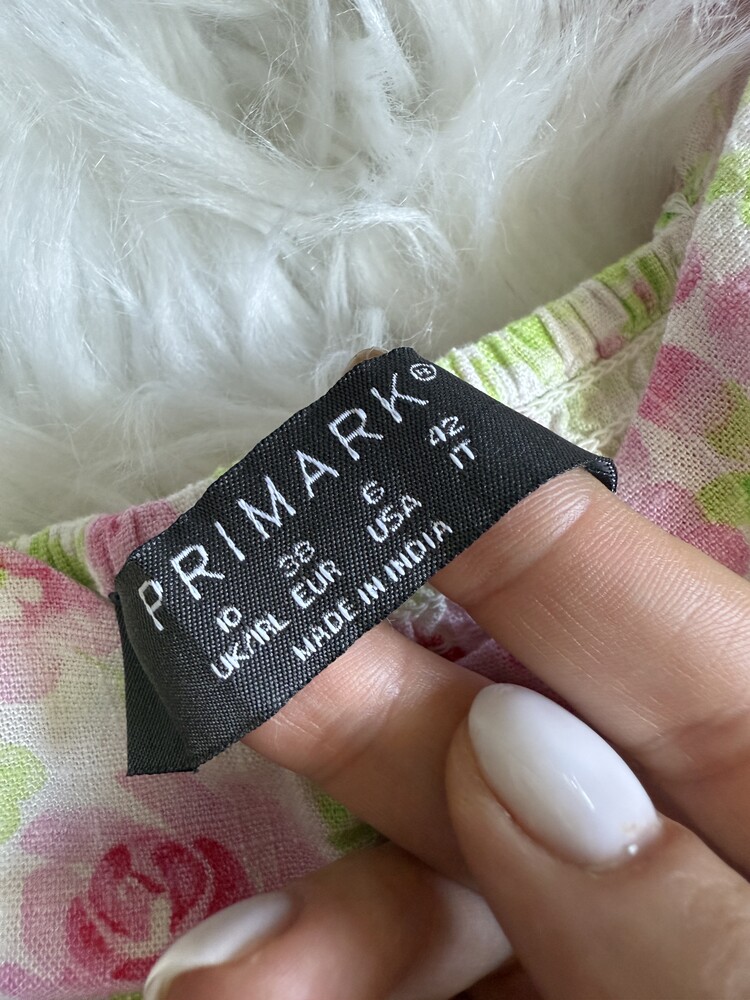 PRIMARK®
10 38 6 42
UK/IRL EUR USA IT
MADE IN INDIA